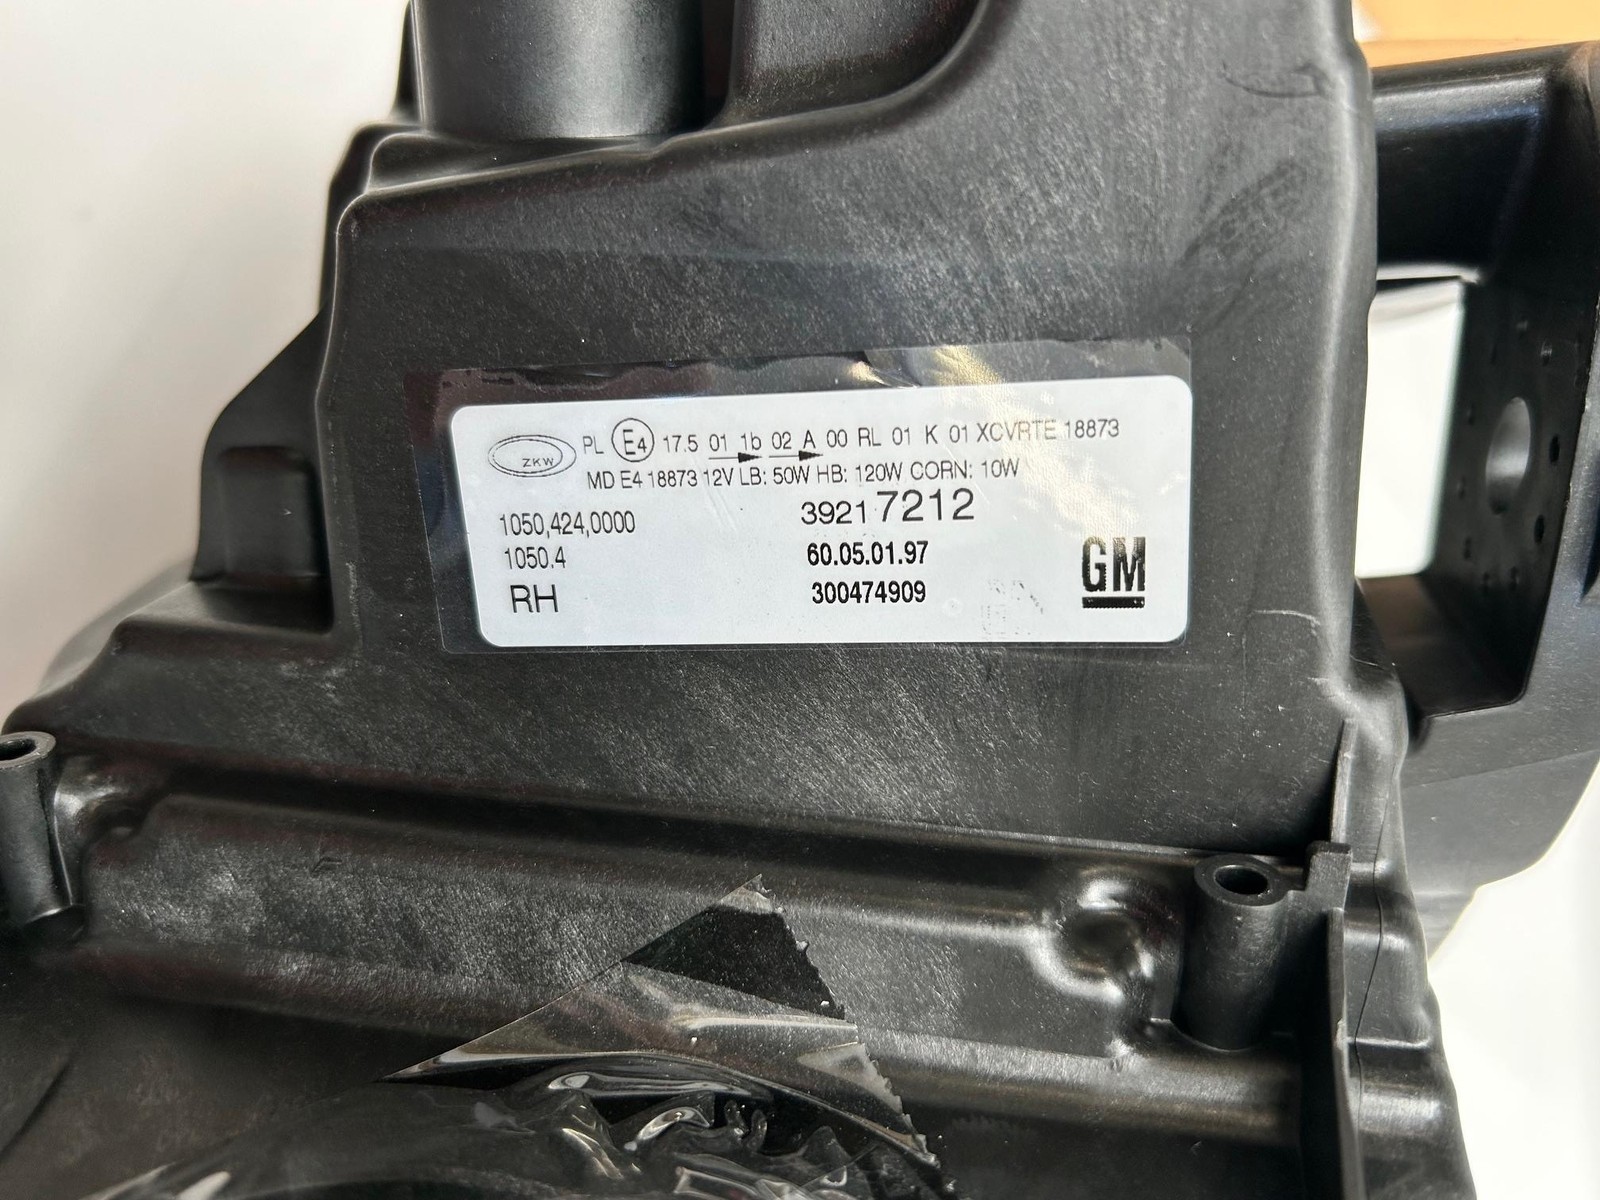 ZKW PL E4 17.5 01 1b 02 A 00 RL 01 K 01 XCVRTE 18873
MD E4 18873 12V LB: 50W HB: 120W CORN: 10W
1050,424,0000 39217212
1050.4 60.05.01.97
RH 300474909 GM